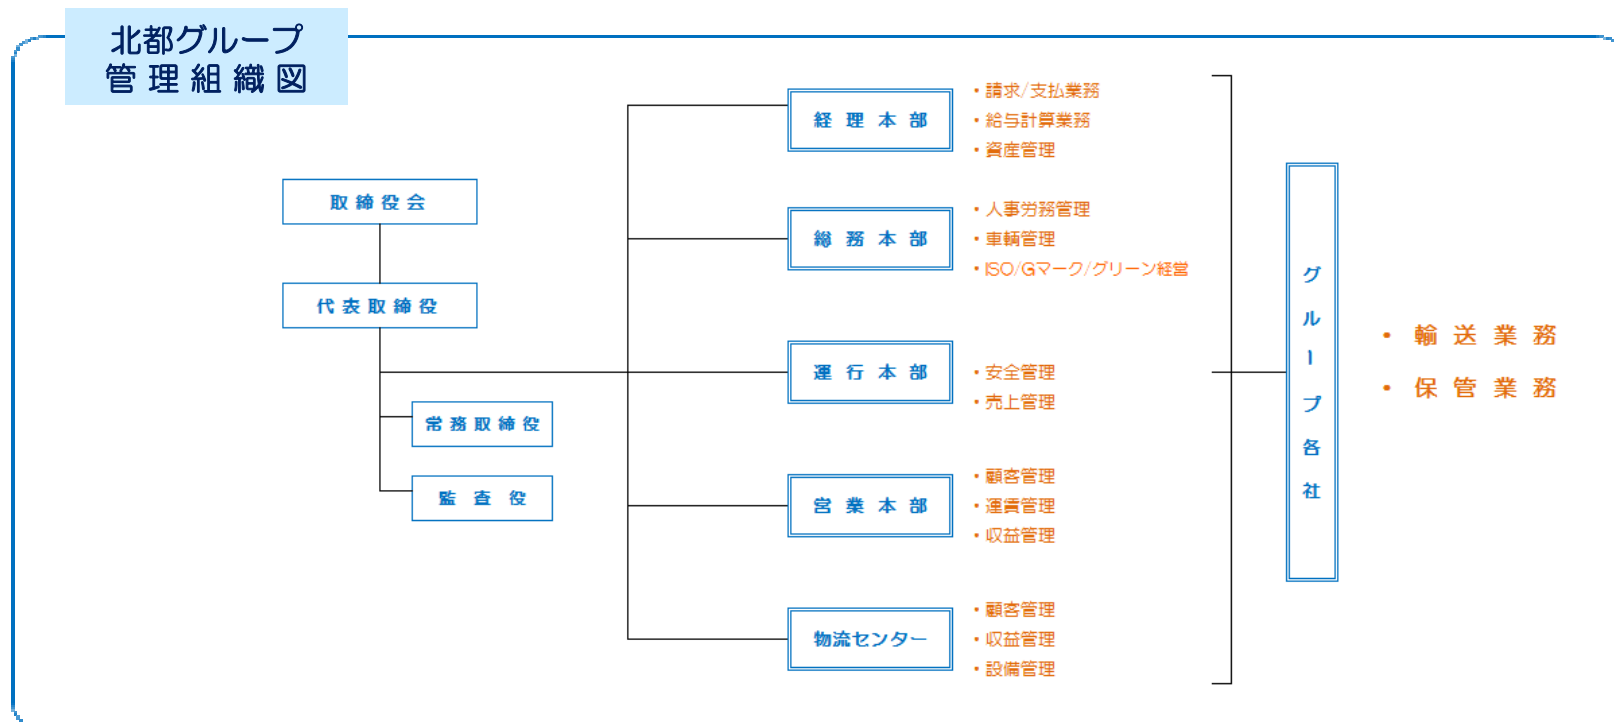 北都グループ
管理組織図
取締役会
代表取締役
常務取締役
監査役
経理本部
・請求/支払業務
・給与計算業務
・資産管理
総務本部
・人事労務管理
・車輌管理
・ISO/Gマーク/グリーン経営
運行本部
・安全管理
・売上管理
営業本部
・顧客管理
・運賃管理
・収益管理
物流センター
・顧客管理
・収益管理
・設備管理
グループ各社
・輸送業務
・保管業務